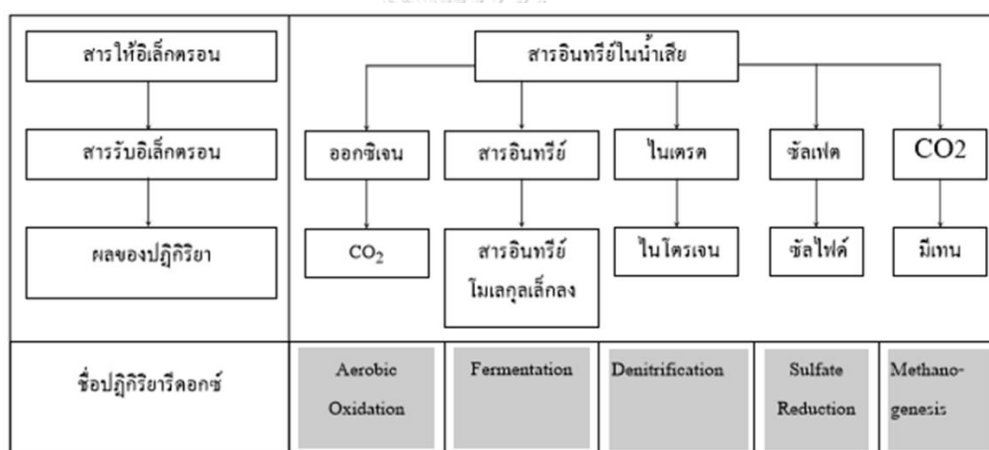 สารให้อิเล็กตรอน
สารอินทรีย์ในน้ำเสีย
สารรับอิเล็กตรอน
ออกซิเจน
สารอินทรีย์
ไนเตรต
ซัลเฟต
CO2
ผลของปฏิกิริยา
CO₂
สารอินทรีย์
โมเลกุลเล็กลง
ไนโตรเจน
ซัลไฟด์
มีเทน
ชื่อปฏิกิริยารีดอกซ์
Aerobic
Oxidation
Fermentation
Denitrification
Sulfate
Reduction
Methano-
genesis